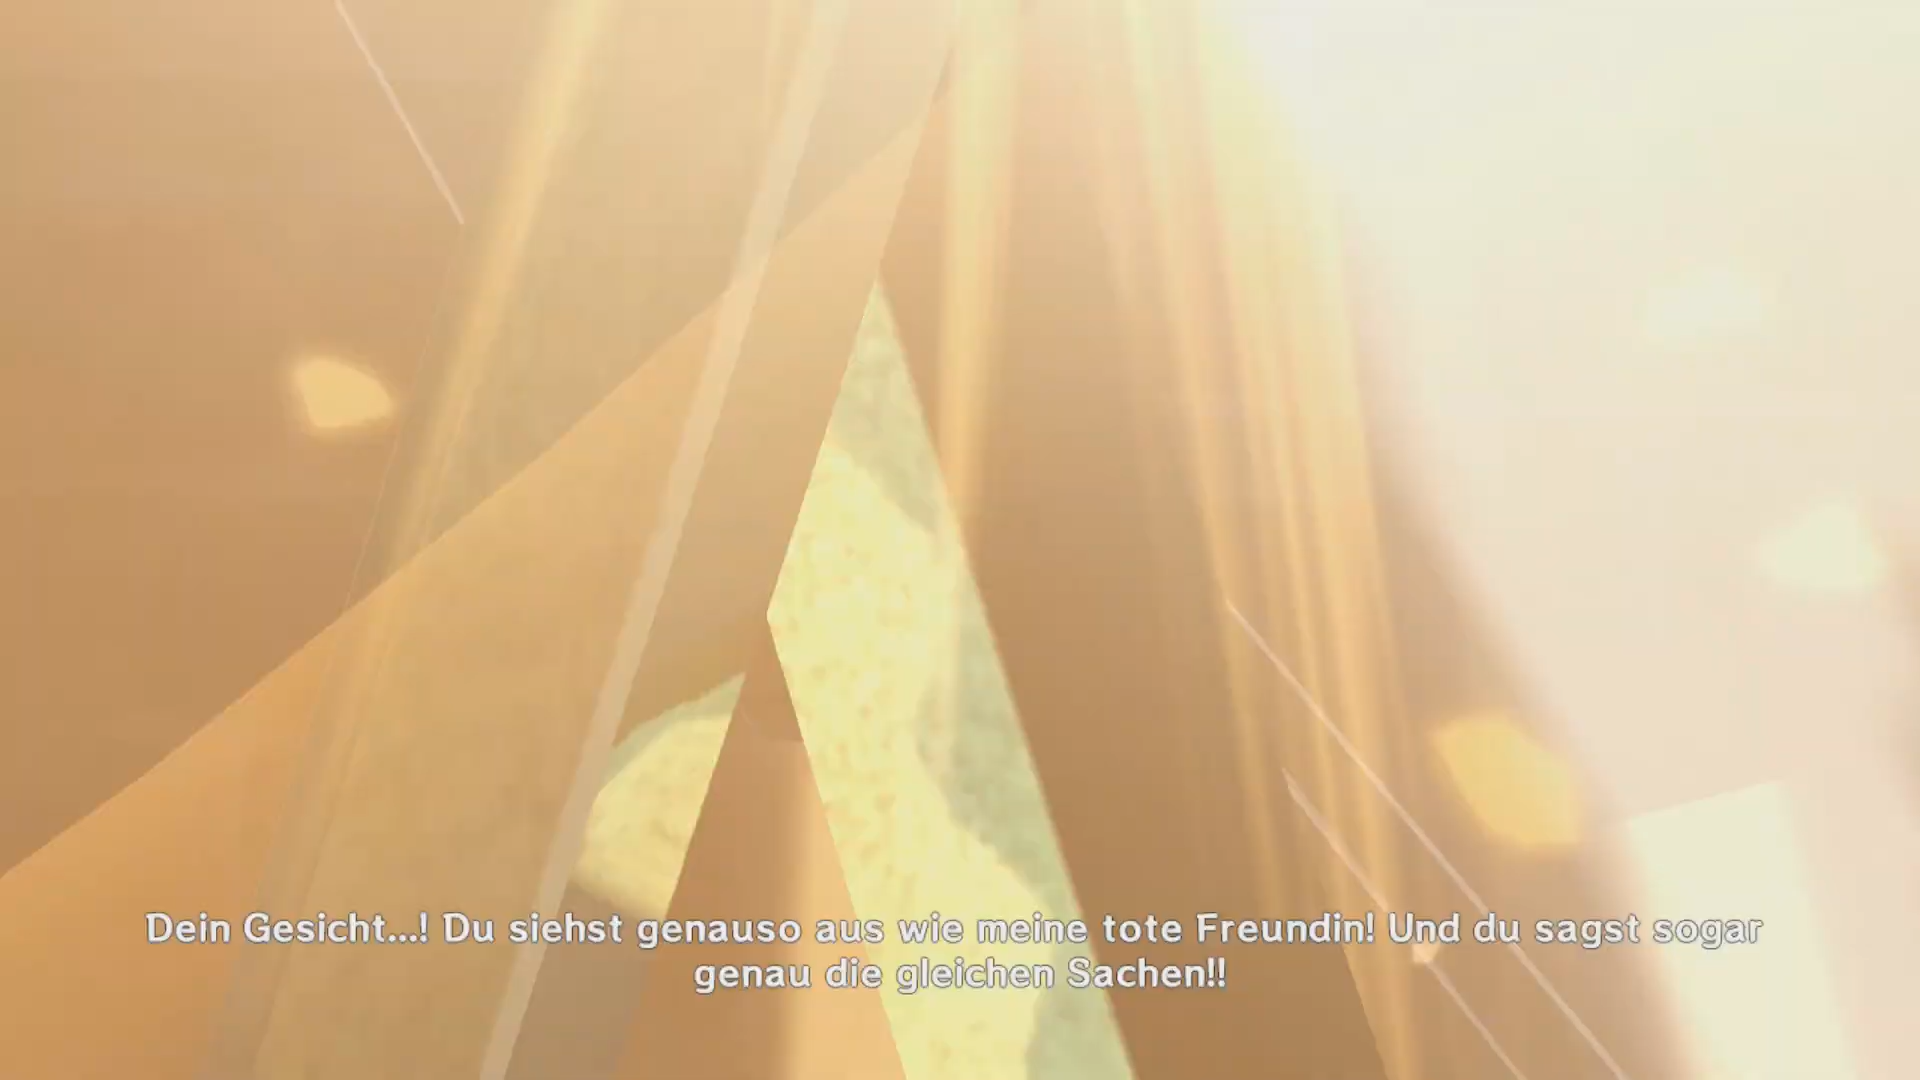 Dein Gesicht...! Du siehst genauso aus wie meine tote Freundin! Und du sagst sogar
genau die gleichen Sachen!!